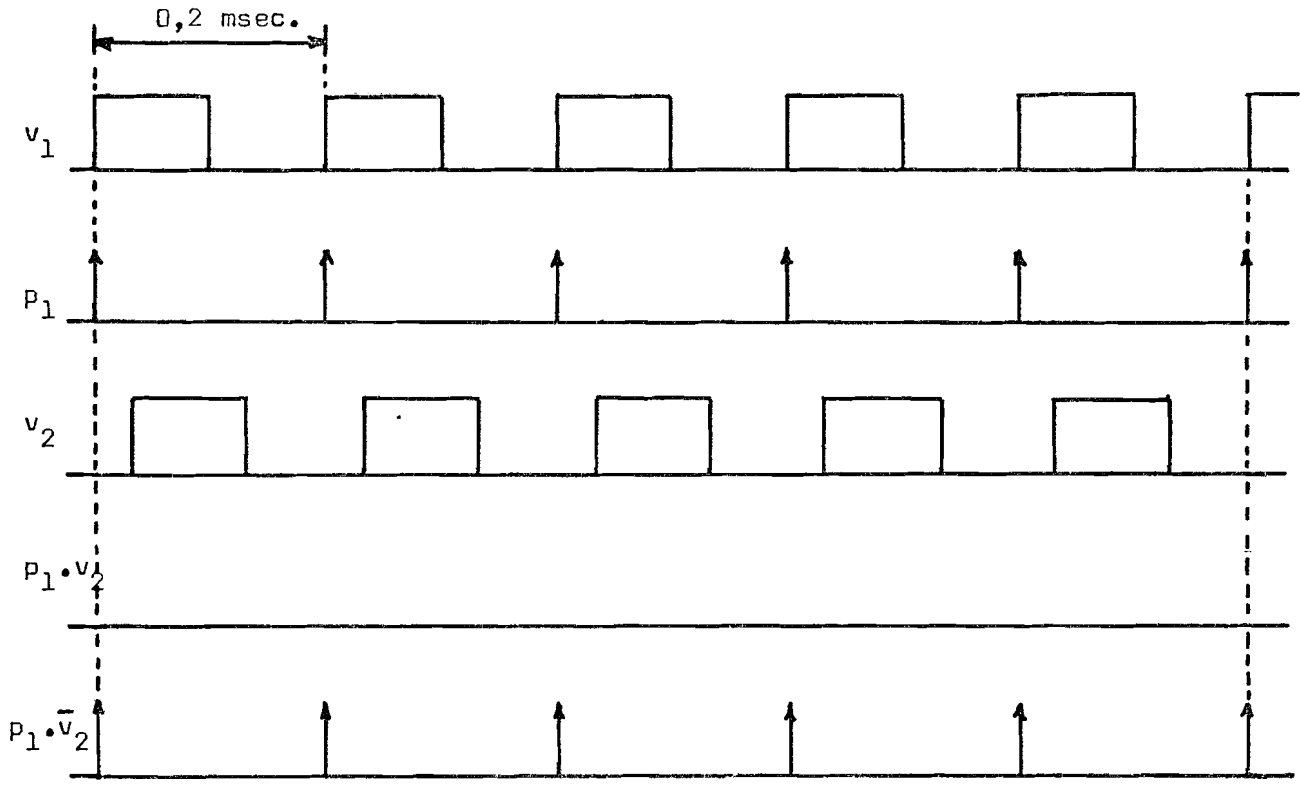 0,2 msec.
v₁
p₁
v₂
p₁.v₂
p₁.v̄₂